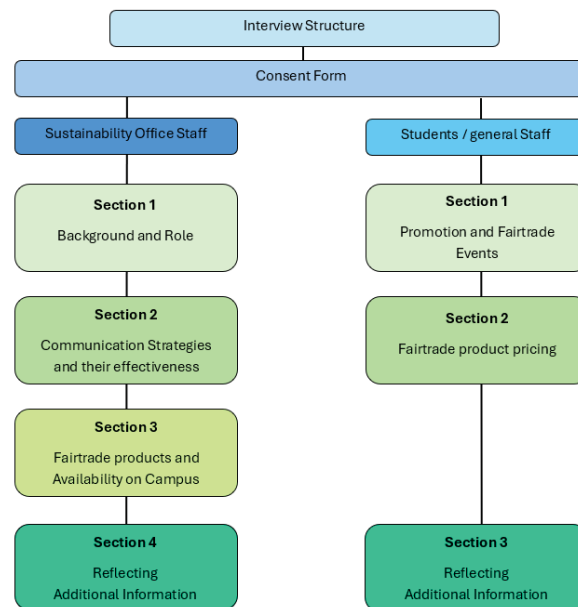 Interview Structure
Consent Form
Sustainability Office Staff
Students / general Staff
Section 1
Background and Role
Section 1
Promotion and Fairtrade
Events
Section 2
Communication Strategies
and their effectiveness
Section 2
Fairtrade product pricing
Section 3
Fairtrade products and
Availability on Campus
Section 4
Reflecting
Additional Information
Section 3
Reflecting
Additional Information